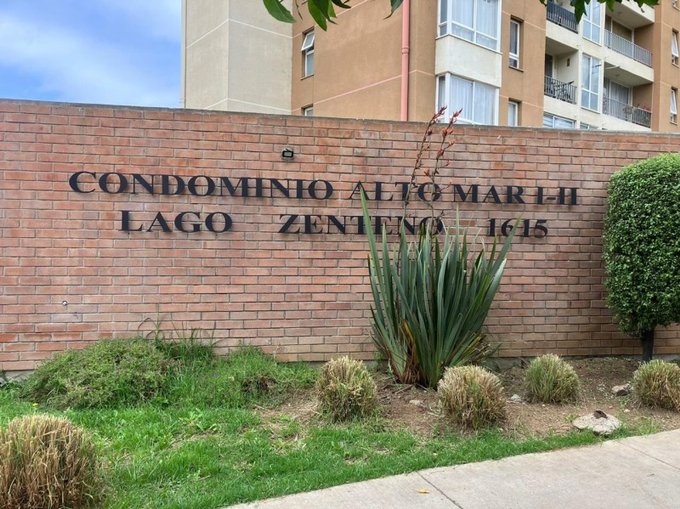 CONDOMINIO ALTO MAR I-II
LAGO ZENTENO 1615